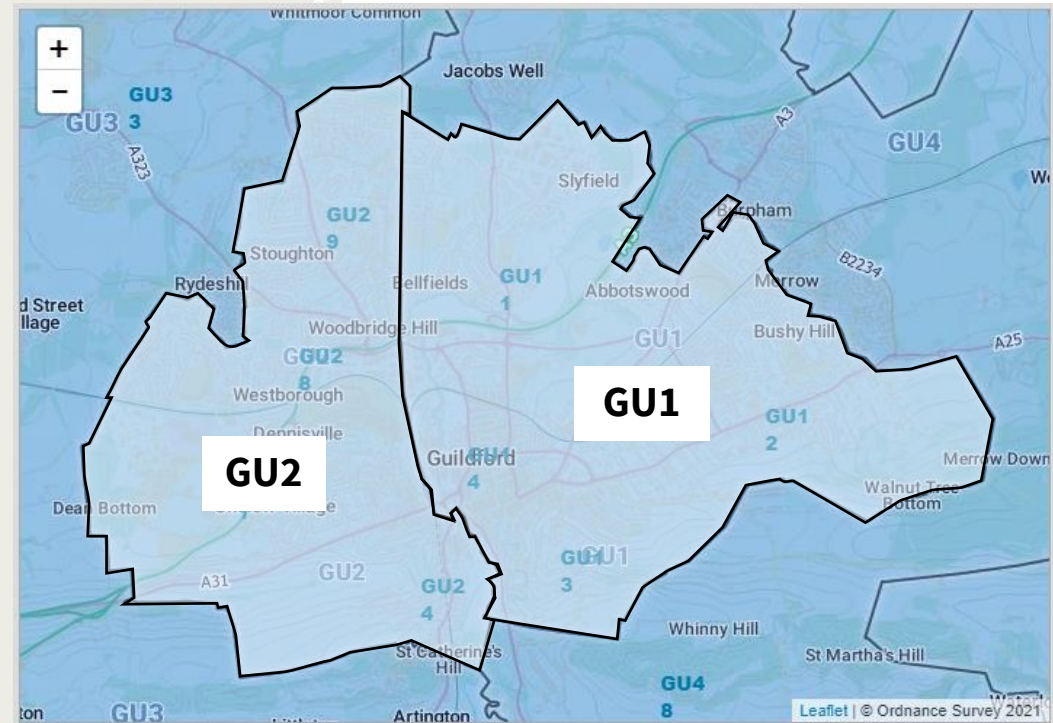 Whitmoor Common
+
−
Jacobs Well
GU3
3
GU3
A323
A3
GU4
Slyfield
GU2
9
Burpham
Stoughton
B2234
Rydeshill
Bellfields
GU1
1
Abbotswood
Merrow
d Street
llage
Woodbridge Hill
GU1
Bushy Hill
A25
GU2
8
Westborough
GU1
GU1
2
Dennisville
Guildford
4
GU2
Merrow Down
Walnut Tree
Bottom
Dean Bottom
GU1
3
GU1
A31
GU2
GU2
4
Whinny Hill
St Catherine's
Hill
St Martha's Hill
GU4
8
ton
GU3
Artington
Leaflet | © Ordnance Survey 2021